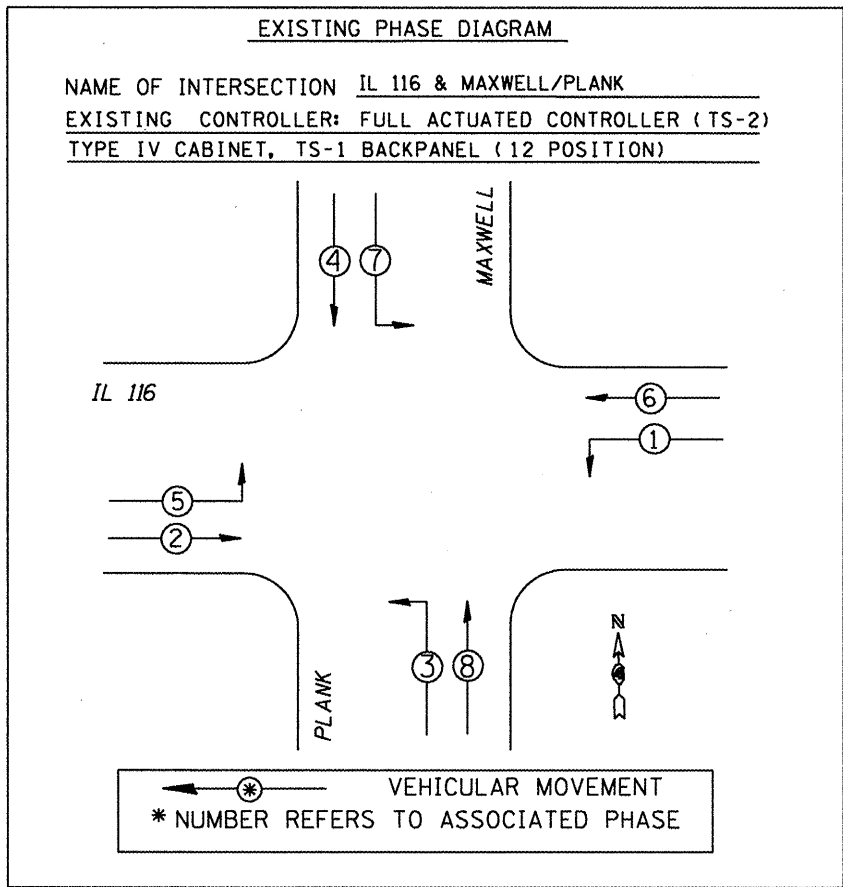 EXISTING PHASE DIAGRAM
NAME OF INTERSECTION IL 116 & MAXWELL/PLANK
EXISTING CONTROLLER: FULL ACTUATED CONTROLLER (TS-2)
TYPE IV CABINET, TS-1 BACKPANEL (12 POSITION)
MAXWELL
4 7
IL 116
6
1
5
2
N
3 8
PLANK
* VEHICULAR MOVEMENT
* NUMBER REFERS TO ASSOCIATED PHASE